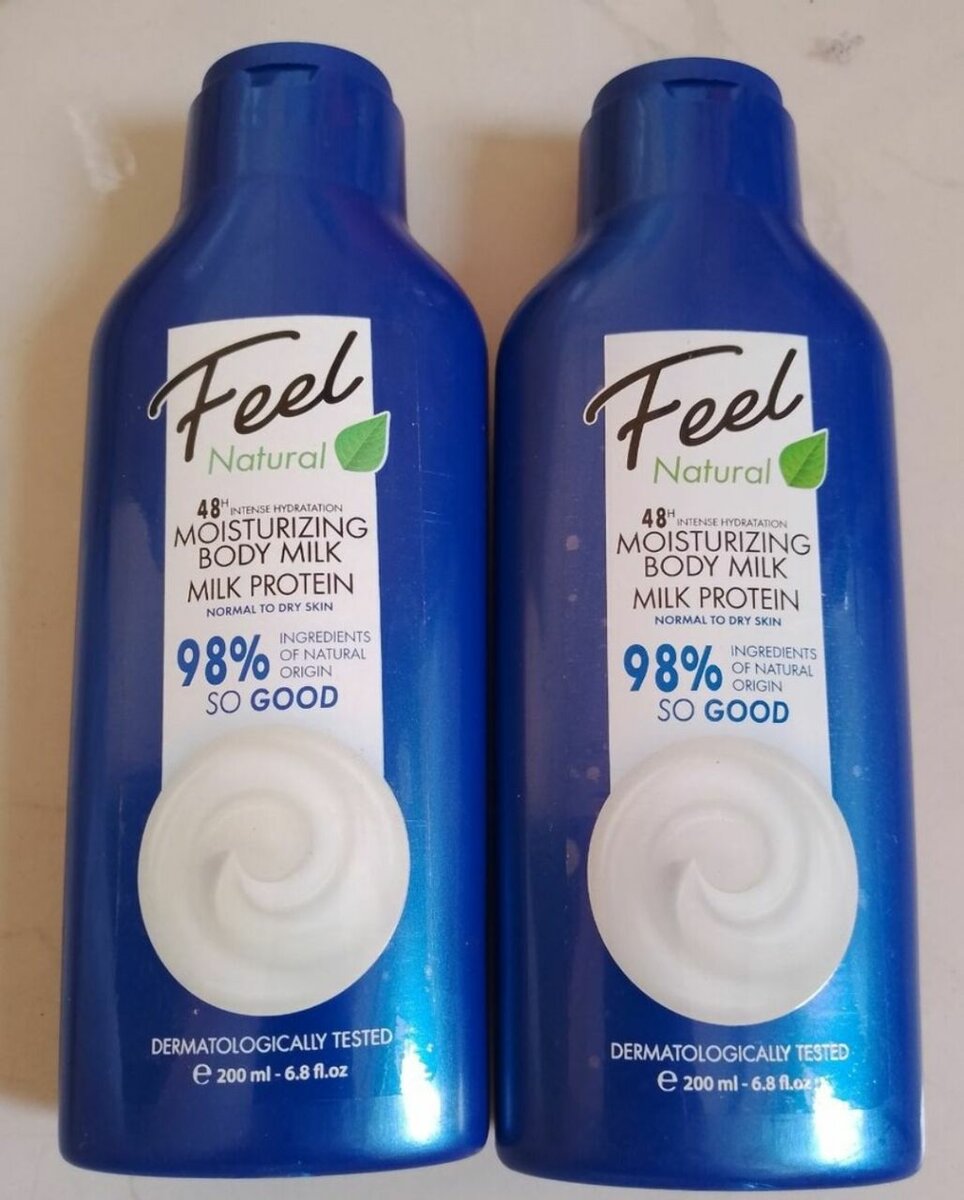 Feel
Natural
48H INTENSE HYDRATATION
MOISTURIZING
BODY MILK
MILK PROTEIN
NORMAL TO DRY SKIN
98% INGREDIENTS
OF NATURAL
ORIGIN
SO GOOD
DERMATOLOGICALLY TESTED
e 200 ml - 6.8 fl.oz
Feel
Natural
48H INTENSE HYDRATATION
MOISTURIZING
BODY MILK
MILK PROTEIN
NORMAL TO DRY SKIN
98% INGREDIENTS
OF NATURAL
ORIGIN
SO GOOD
DERMATOLOGICALLY TESTED
e 200 ml - 6.8 fl.oz